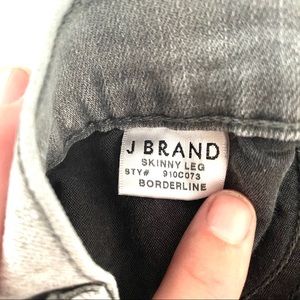 J BRAND
SKINNY LEG
STY# 910C073
BORDERLINE